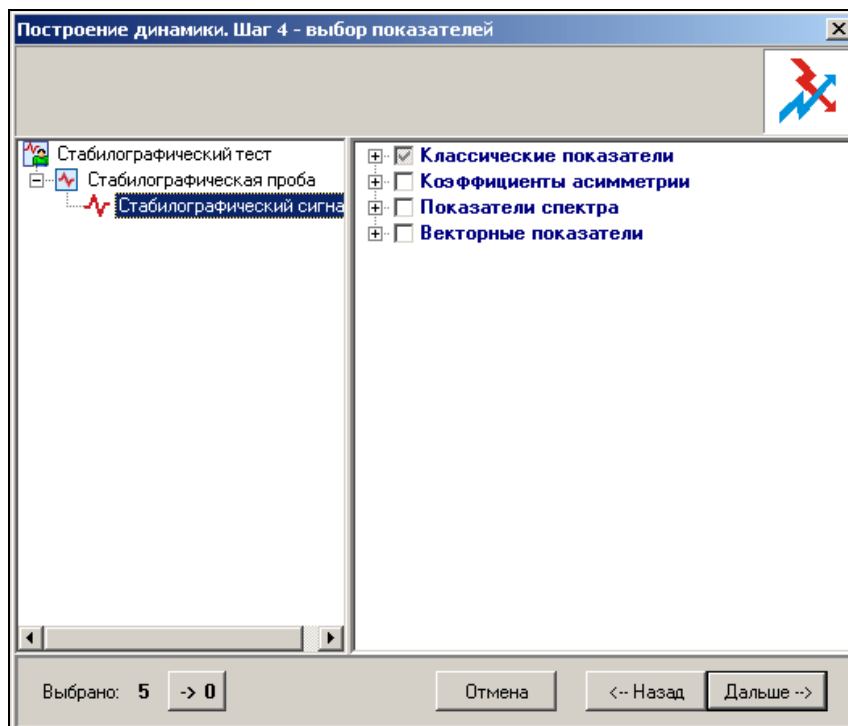 Построение динамики. Шаг 4 - выбор показателей
Стабилографический тест
Стабилографическая проба
Стабилографический сигна
Классические показатели
Коэффициенты асимметрии
Показатели спектра
Векторные показатели
Выбрано: 5 -> 0 Отмена <-- Назад Дальше -->